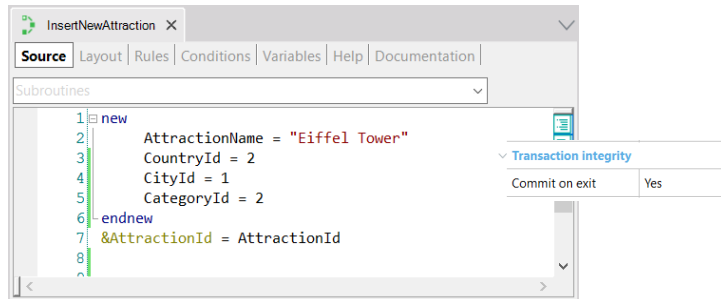 InsertNewAttraction X
Source Layout Rules Conditions Variables Help Documentation
Subroutines
1 new
2 AttractionName = "Eiffel Tower"
3 CountryId = 2
4 CityId = 1
5 CategoryId = 2
6 endnew
7 &AttractionId = AttractionId
8
Transaction integrity
Commit on exit Yes